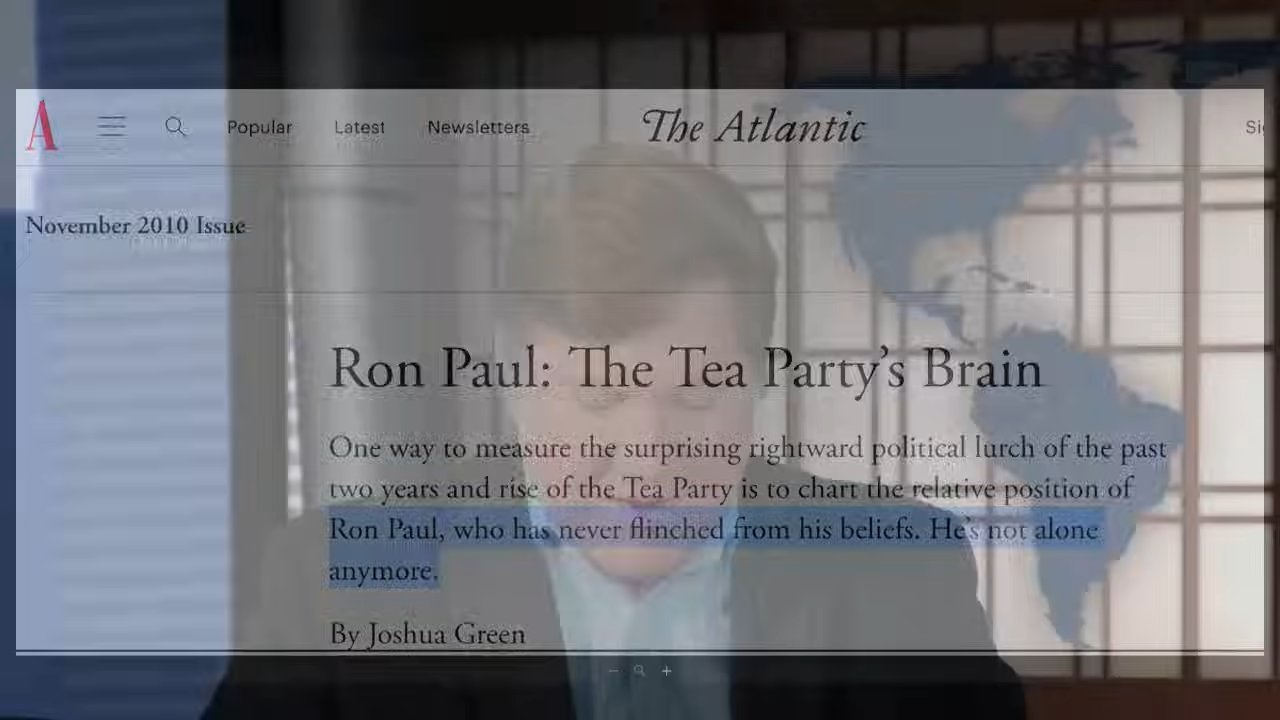 A
Popular
Latest
Newsletters
The Atlantic
Si
November 2010 Issue
Ron Paul: The Tea Party's Brain
One way to measure the surprising rightward political lurch of the past
two years and rise of the Tea Party is to chart the relative position of
Ron Paul, who has never flinched from his beliefs. He's not alone
anymore.
By Joshua Green